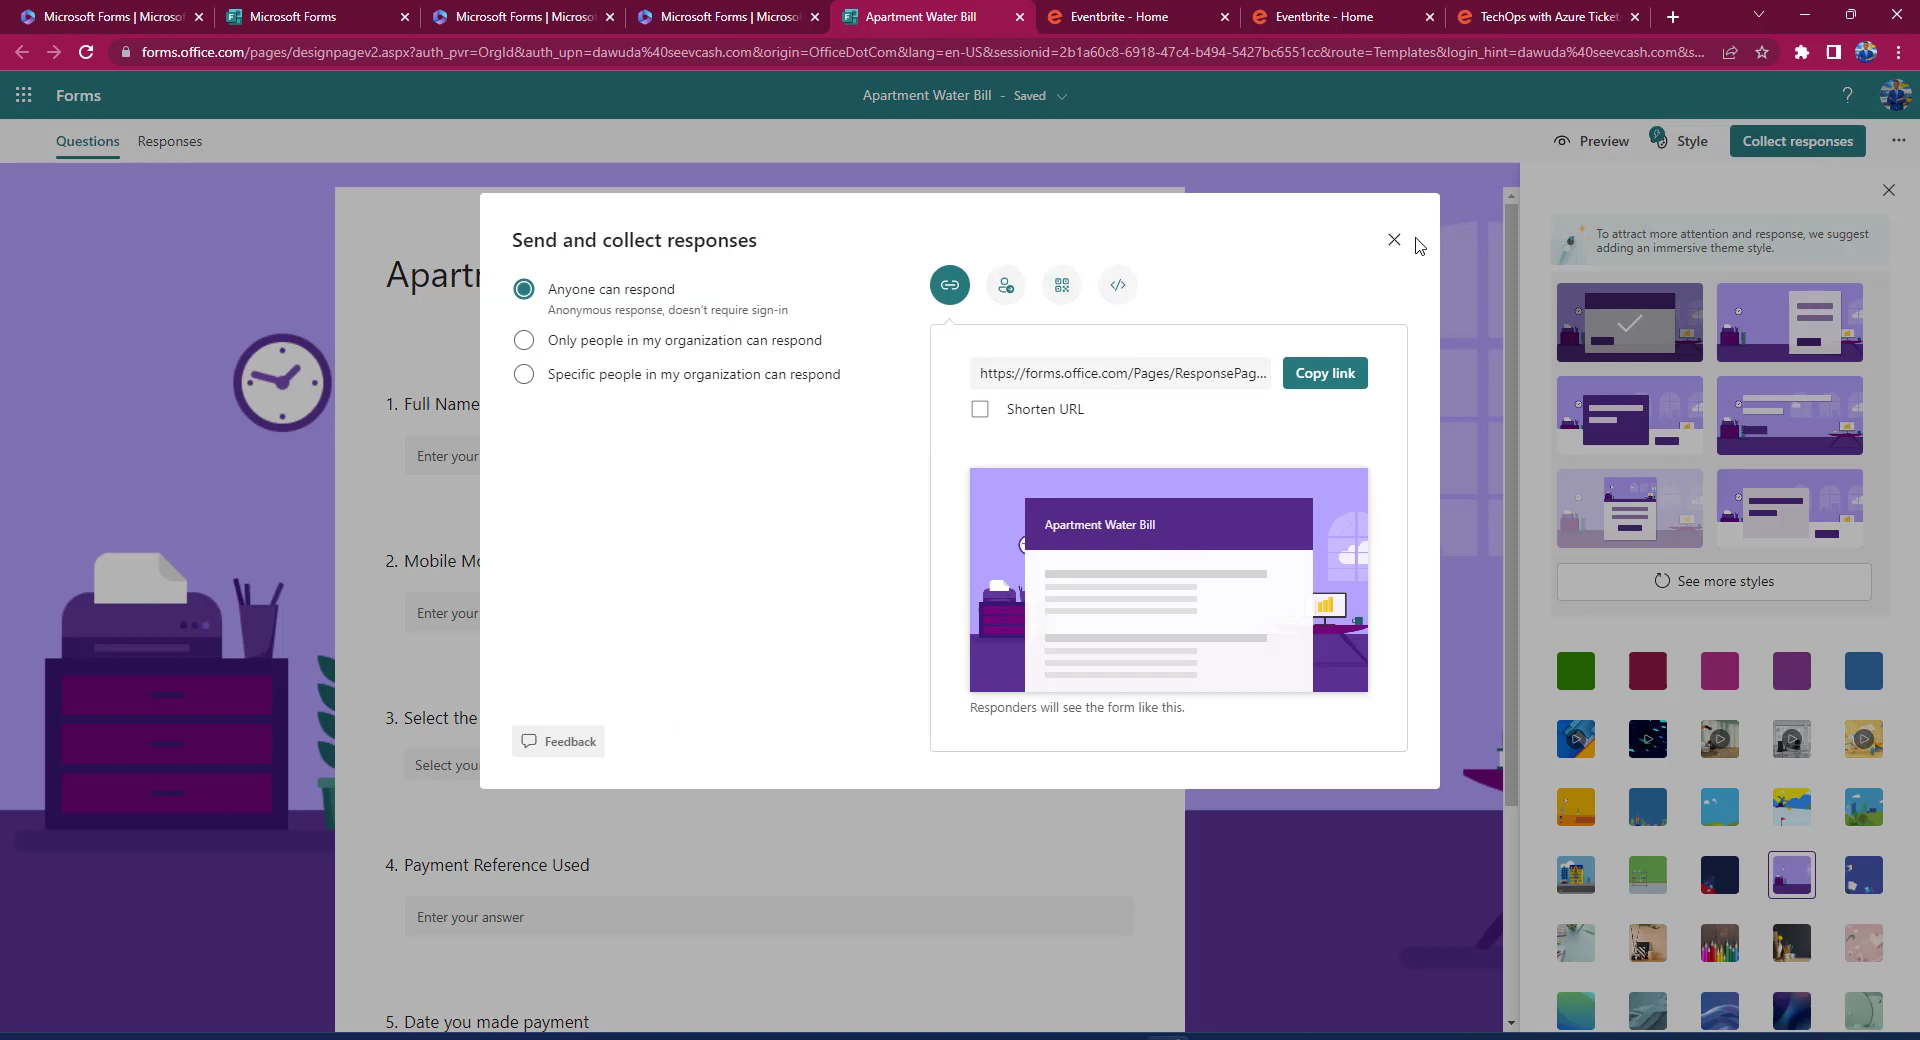 Microsoft Forms | Microso
Microsoft Forms
Microsoft Forms | Microso
Microsoft Forms | Microso
Apartment Water Bill
Eventbrite - Home
Eventbrite - Home
TechOps with Azure Ticket
forms.office.com/pages/designpagev2.aspx?auth_pvr=OrgId&auth_upn=dawuda%40seevcash.com&origin=OfficeDotCom&lang=en-US&sessionid=2b1a60c8-6918-47c4-b494-5427bc6551cc&route=Templates&login_hint=dawuda%40seevcash.com&s...
Forms
Apartment Water Bill - Saved
?
Questions
Responses
Preview
Style
Collect responses
Send and collect responses
Anyone can respond
Anonymous response, doesn't require sign-in
Only people in my organization can respond
Specific people in my organization can respond
https://forms.office.com/Pages/ResponsePag...
Copy link
Shorten URL
Apartment Water Bill
Responders will see the form like this.
Feedback
Apart
1. Full Name
Enter your
2. Mobile Mo
Enter your
3. Select the
Select you
4. Payment Reference Used
Enter your answer
5. Date you made payment
To attract more attention and response, we suggest
adding an immersive theme style.
See more styles